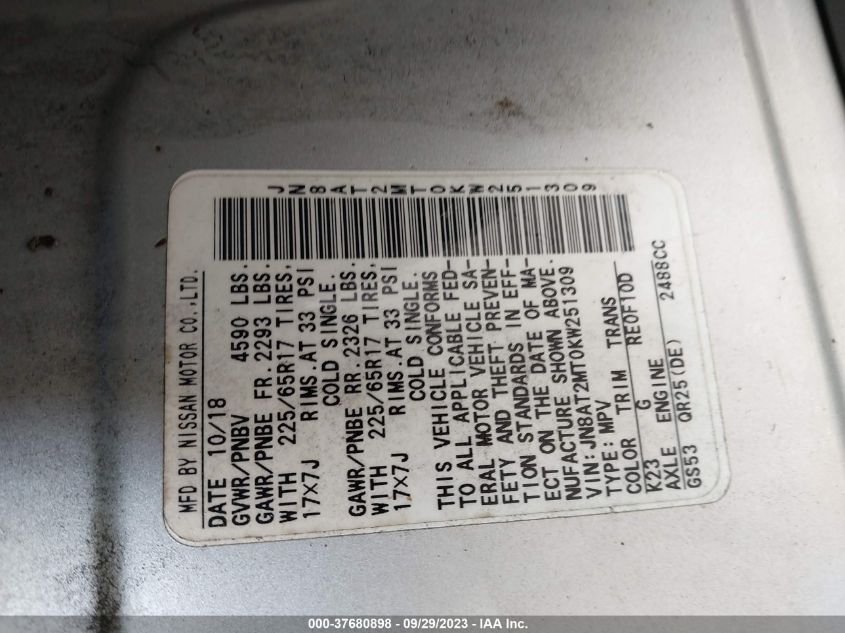 MFD BY NISSAN MOTOR CO.,LTD.
DATE 10/18
GVWR/PNBV 4590 LBS.
GAWR/PNBE FR. 2293 LBS.
WITH 225/65R17 TIRES,
17X7J RIMS.AT 33 PSI
COLD SINGLE.
GAWR/PNBE RR. 2326 LBS.
WITH 225/65R17 TIRES,
17X7J RIMS.AT 33 PSI
COLD SINGLE.
THIS VEHICLE CONFORMS
TO ALL APPLICABLE FED-
ERAL MOTOR VEHICLE SA-
FETY AND THEFT PREVEN-
TION STANDARDS IN EFF-
ECT ON THE DATE OF MA-
NUFACTURE SHOWN ABOVE.
VIN: JN8AT2MT0KW251309
TYPE: MPV
COLOR TRIM TRANS
K23 G RE0F10D
AXLE ENGINE
GS53 QR25(DE) 2488CC
JN8AT2MT0KW251309
000-37680898 - 09/29/2023 - IAA Inc.